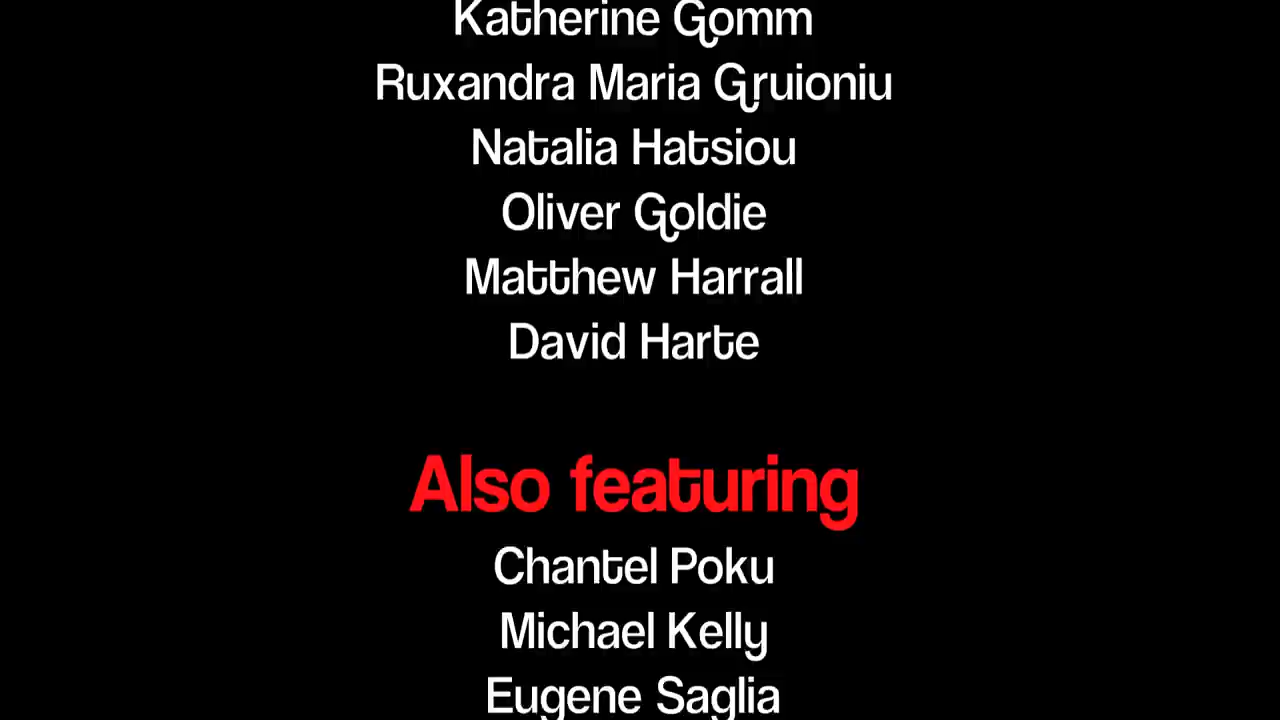 Katherine Gomm
Ruxandra Maria Gruioniu
Natalia Hatsiou
Oliver Goldie
Matthew Harrall
David Harte
Also featuring
Chantel Poku
Michael Kelly
Eugene Saglia